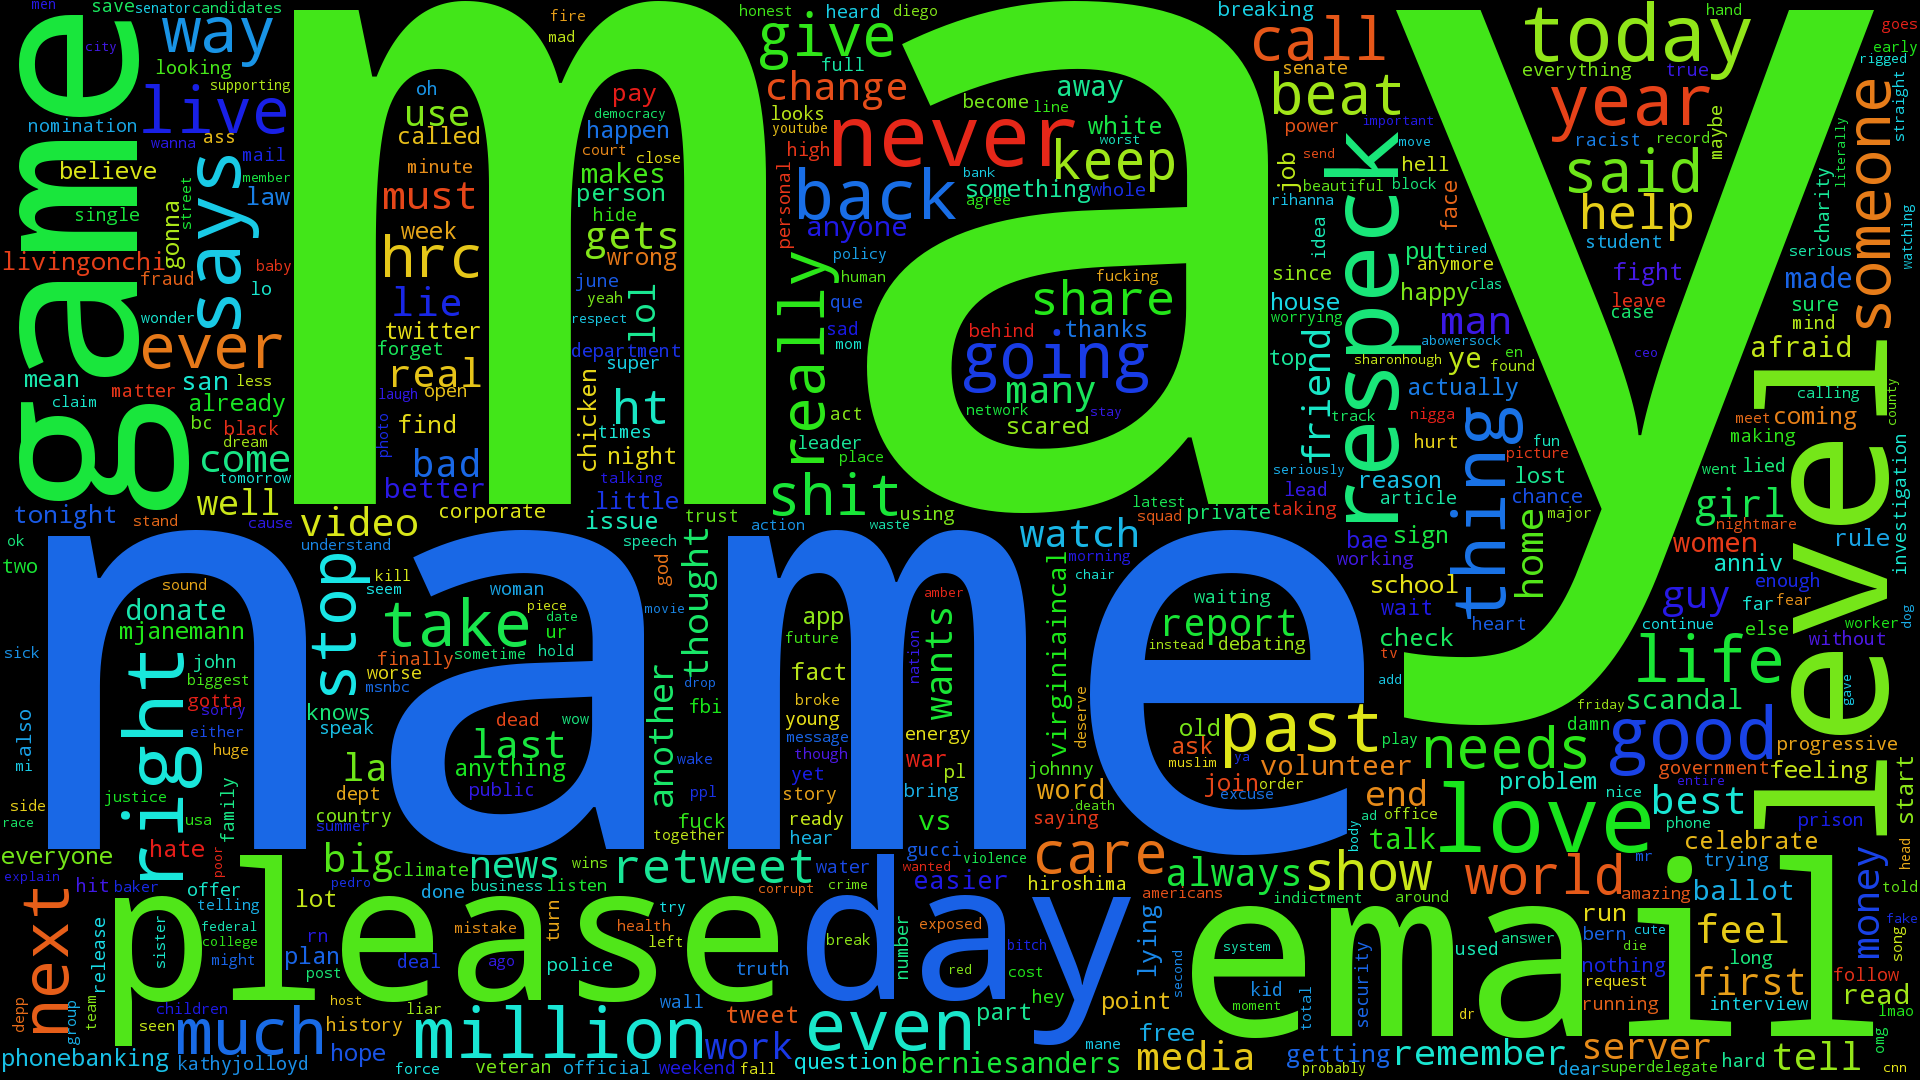 may
name
game
please
day
email
level
respeck
never
love
good
today
back
year
call
beat
keep
give
change
said
help
someone
live
way
says
ever
must
hrc
lie
real
ht
bad
gets
lol
really
going
share
many
shit
thing
friend
man
girl
guy
life
needs
past
care
show
world
best
first
feel
server
tell
remember
media
even
million
work
much
next
right
stop
take
last
big
news
retweet
always
report
watch
wants
thought
another
video
well
come
men
save
senator
candidates
city
looking
supporting
nomination
wanna
ass
mail
member
believe
law
single
gonna
street
livingonchi
fraud
baby
lo
wonder
mean
matter
san
less
claim
already
bc
black
dream
tomorrow
tonight
stand
cause
fire
mad
oh
use
called
minute
week
twitter
forget
laugh
open
photo
find
better
corporate
understand
pay
democracy
happen
court
close
makes
person
hide
wrong
june
yeah
respect
department
super
chicken
times
night
talking
little
issue
speech
trust
action
waste
using
honest
heard
diego
full
looks
youtube
high
personal
anyone
policy
human
que
sad
mom
act
leader
place
become
line
away
white
worst
bank
something
whole
agree
fucking
behind
thanks
network
stay
scared
latest
squad
private
taking
breaking
senate
power
send
job
beautiful
rihanna
idea
since
house
worrying
top
track
seriously
lead
important
move
hell
block
face
put
tired
anymore
happy
clas
abowersock
sharonhough
ye
en
found
actually
nigga
hurt
fun
picture
reason
article
lost
chance
major
bae
sign
working
school
home
wait
heart
check
tv
add
hand
everything
true
maybe
racist
record
student
fight
leave
case
ceo
goes
early
rigged
straight
literally
charity
watching
serious
made
sure
mind
afraid
calling
county
meet
coming
making
went
lied
nightmare
women
anniv
rule
investigation
enough
far
fear
continue
else
worker
without
dog
scandal
friday
damn
gave
ok
two
sound
donate
mjanemann
sick
john
biggest
gotta
sorry
either
huge
mialso
mi
side
race
justice
usa
family
hate
poor
everyone
explain
hit
baker
offer
telling
federal
college
might
sister
release
depp
group
team
seen
children
phonebanking
kathyjolloyd
kill
seem
woman
piece
date
ur
hold
god
movie
finally
sometime
worse
msnbc
knows
speak
dead
wow
anything
public
la
dept
country
summer
climate
pedro
lot
done
business
listen
wins
rn
plan
post
deal
ago
mistake
turn
health
left
try
police
host
history
liar
hope
force
veteran
official
weekend
fall
wall
tweet
fbi
drop
wake
ppl
fuck
together
app
future
fact
broke
young
message
though
yet
story
ready
hear
water
corrupt
crime
amber
nation
energy
war
pl
bring
vs
gucci
wanted
violence
easier
truth
break
number
exposed
red
bitch
cost
hey
part
question
berniesanders
mane
morning
chair
virginiaincal
waiting
instead
debating
deserve
old
ask
muslim
ya
join
order
volunteer
excuse
johnny
word
death
saying
hiroshima
americans
indictment
around
lying
second
system
moment
kid
total
point
free
getting
probably
security
play
end
ad
office
body
talk
problem
nice
mr
government
entire
phone
feeling
progressive
start
prison
celebrate
trying
head
amazing
ballot
money
told
used
answer
run
bern
cute
die
nothing
long
request
running
interview
song
fake
follow
read
lmao
omg
dr
dear
superdelegate
hard
cnn